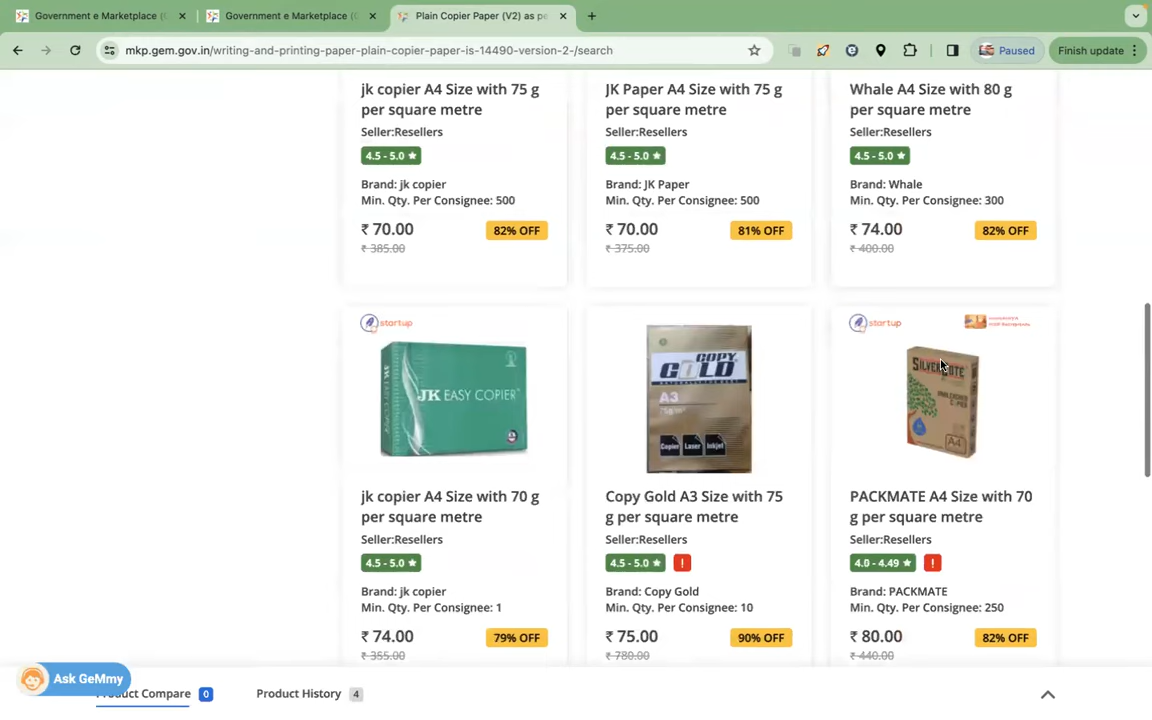 Government e Marketplace (
Government e Marketplace (
Plain Copier Paper (V2) as pe
mkp.gem.gov.in/writing-and-printing-paper-plain-copier-paper-is-14490-version-2-/search
Paused
Finish update
jk copier A4 Size with 75 g
per square metre
Seller:Resellers
4.5 - 5.0
Brand: jk copier
Min. Qty. Per Consignee: 500
₹ 70.00
82% OFF
₹ 385.00
JK Paper A4 Size with 75 g
per square metre
Seller:Resellers
4.5 - 5.0
Brand: JK Paper
Min. Qty. Per Consignee: 500
₹ 70.00
81% OFF
₹ 375.00
Whale A4 Size with 80 g
per square metre
Seller:Resellers
4.5 - 5.0
Brand: Whale
Min. Qty. Per Consignee: 300
₹ 74.00
82% OFF
₹ 400.00
startup
JK EASY COPIER
jk copier A4 Size with 70 g
per square metre
Seller:Resellers
4.5 - 5.0
Brand: jk copier
Min. Qty. Per Consignee: 1
₹ 74.00
79% OFF
₹ 355.00
COPY
GOLD
A3
Copier Laser Inkjet
Copy Gold A3 Size with 75
g per square metre
Seller:Resellers
4.5 - 5.0
!
Brand: Copy Gold
Min. Qty. Per Consignee: 10
₹ 75.00
90% OFF
₹ 780.00
startup
A4
PACKMATE A4 Size with 70
g per square metre
Seller:Resellers
4.0 - 4.49
!
Brand: PACKMATE
Min. Qty. Per Consignee: 250
₹ 80.00
82% OFF
₹ 440.00
Ask GeMmy
Product Compare 0
Product History 4